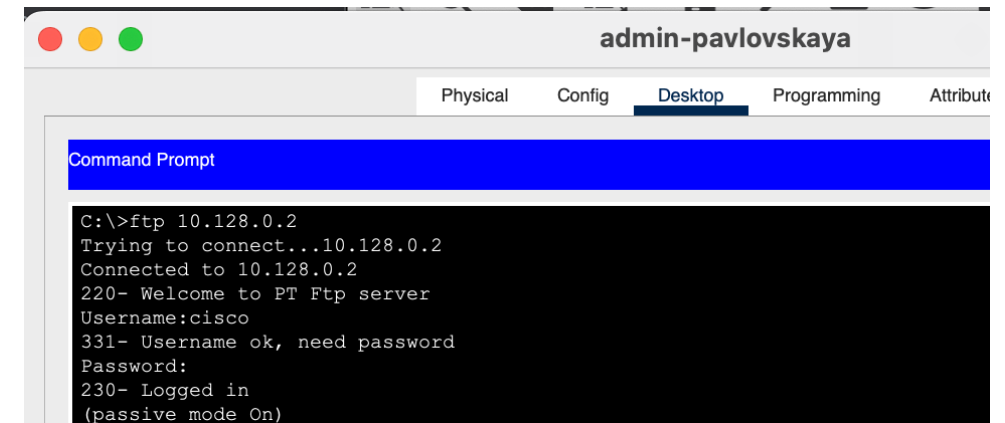 admin-pavlovskaya
Physical Config Desktop Programming Attribute
Command Prompt
C:\>ftp 10.128.0.2
Trying to connect...10.128.0.2
Connected to 10.128.0.2
220- Welcome to PT Ftp server
Username:cisco
331- Username ok, need password
Password:
230- Logged in
(passive mode On)